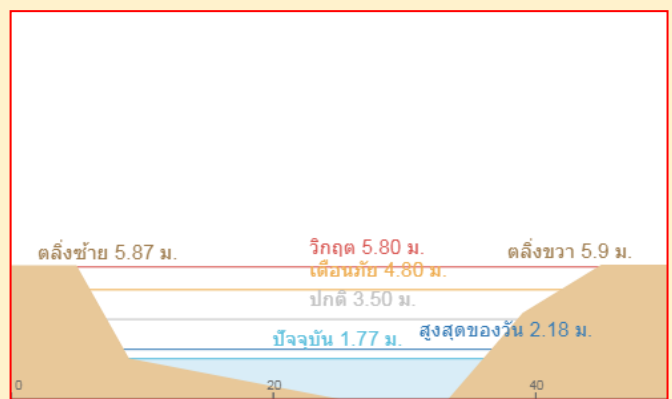 ตลิ่งซ้าย 5.87 ม.
วิกฤต 5.80 ม.
ตลิ่งขวา 5.9 ม.
เตือนภัย 4.80 ม.
ปกติ 3.50 ม.
ปัจจุบัน 1.77 ม.
สูงสุดของวัน 2.18 ม.
0
20
40